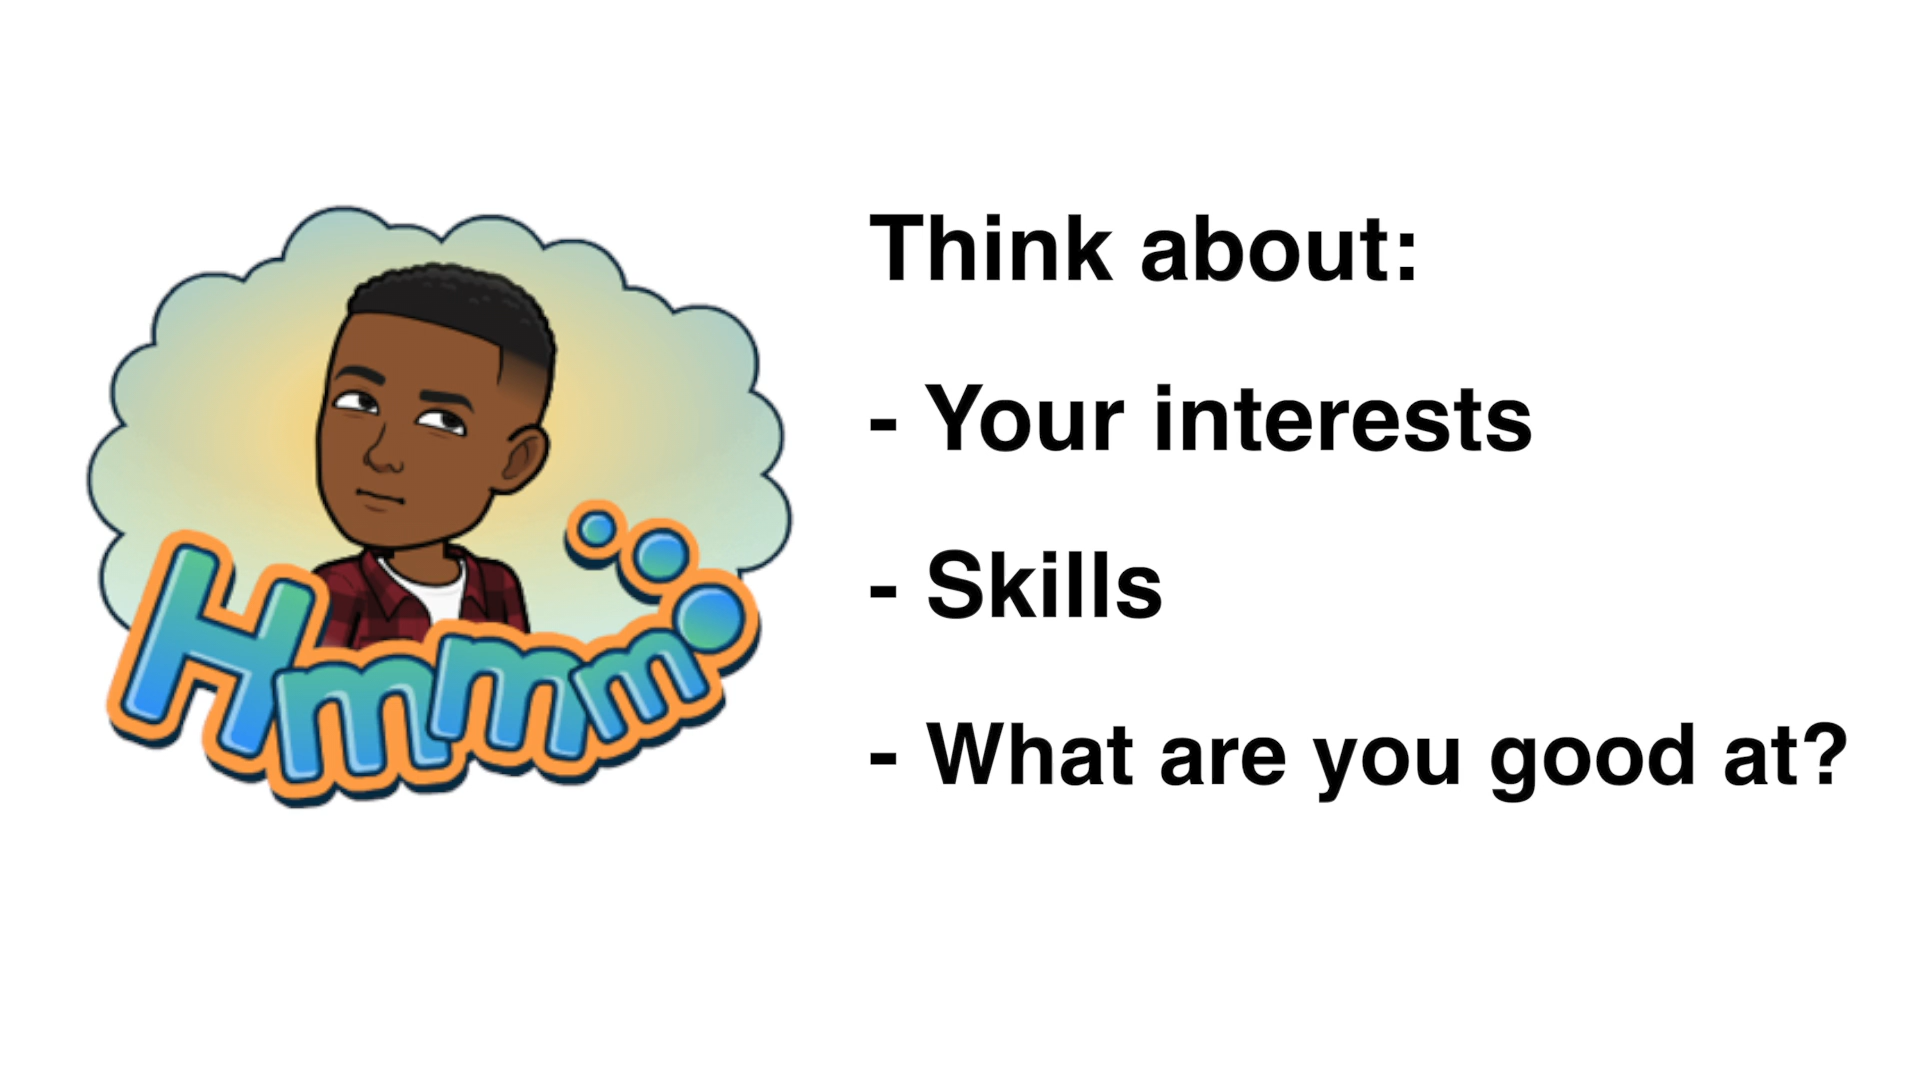 Hmmm
Think about:
- Your interests
- Skills
- What are you good at?